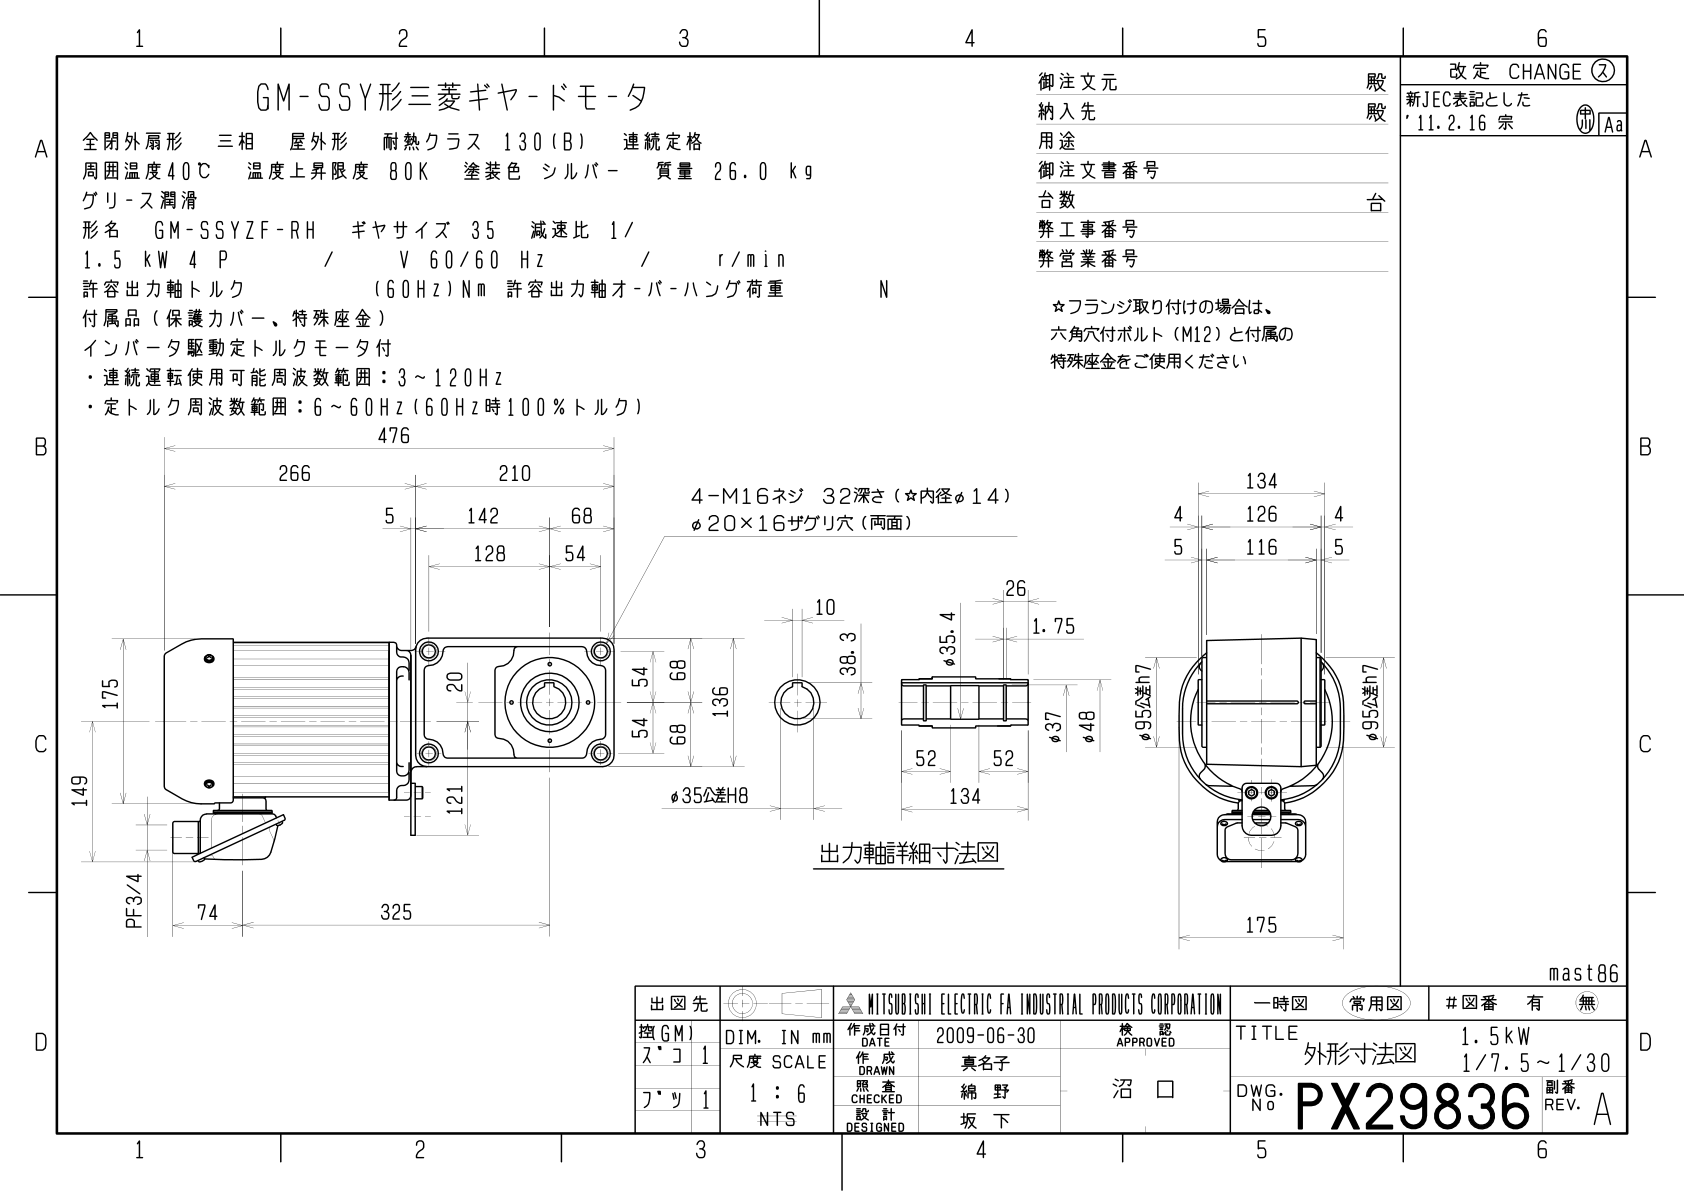 1 2 3 4 5 6
A
B
C
D
A
B
C
D
GM-SSY形三菱ギヤードモータ
全閉外扇形 三相 屋外形 耐熱クラス 130(B) 連続定格
周囲温度40℃ 温度上昇限度 80K 塗装色 シルバー 質量 26.0 kg
グリース潤滑
形名 GM-SSYZF-RH ギヤサイズ 35 減速比 1/
1.5 kW 4 P / V 60/60 Hz / r/min
許容出力軸トルク (60Hz)Nm 許容出力軸オーバーハング荷重 N
付属品(保護カバー、特殊座金)
インバータ駆動定トルクモータ付
・連続運転使用可能周波数範囲:3~120Hz
・定トルク周波数範囲:6~60Hz(60Hz時100%トルク)
御注文元 殿
納入先 殿
用途
御注文書番号
台数 台
弊工事番号
弊営業番号
☆フランジ取り付けの場合は、
六角穴付ボルト(M12)と付属の
特殊座金をご使用ください
改定 CHANGE ス
新JEC表記とした
'11.2.16 宗
Aa
476
266 210
5 142 68
128 54
4-M16ネジ 32深さ(☆内径φ14)
φ20×16ザグリ穴(両面)
175
149
PF3/4
74 325
20
121
54
54
68
68
136
10
38.3
φ35公差H8
26
1.75
φ35.4
φ37
φ48
52 52
134
出力軸詳細寸法図
134
4 126 4
5 116 5
φ95公差h7
φ95公差h7
175
mast86
出図先
控(GM)
ズコ 1
ブツ 1
DIM. IN mm
尺度 SCALE
1 : 6
NTS
MITSUBISHI ELECTRIC FA INDUSTRIAL PRODUCTS CORPORATION
作成日付 DATE 2009-06-30
作成 DRAWN 真名子
照査 CHECKED 綿野
設計 DESIGNED 坂下
検認 APPROVED
沼口
一時図 常用図 #図番 有 無
TITLE
外形寸法図
1.5kW
1/7.5~1/30
DWG. No PX29836
副番 REV. A
1 2 3 4 5 6